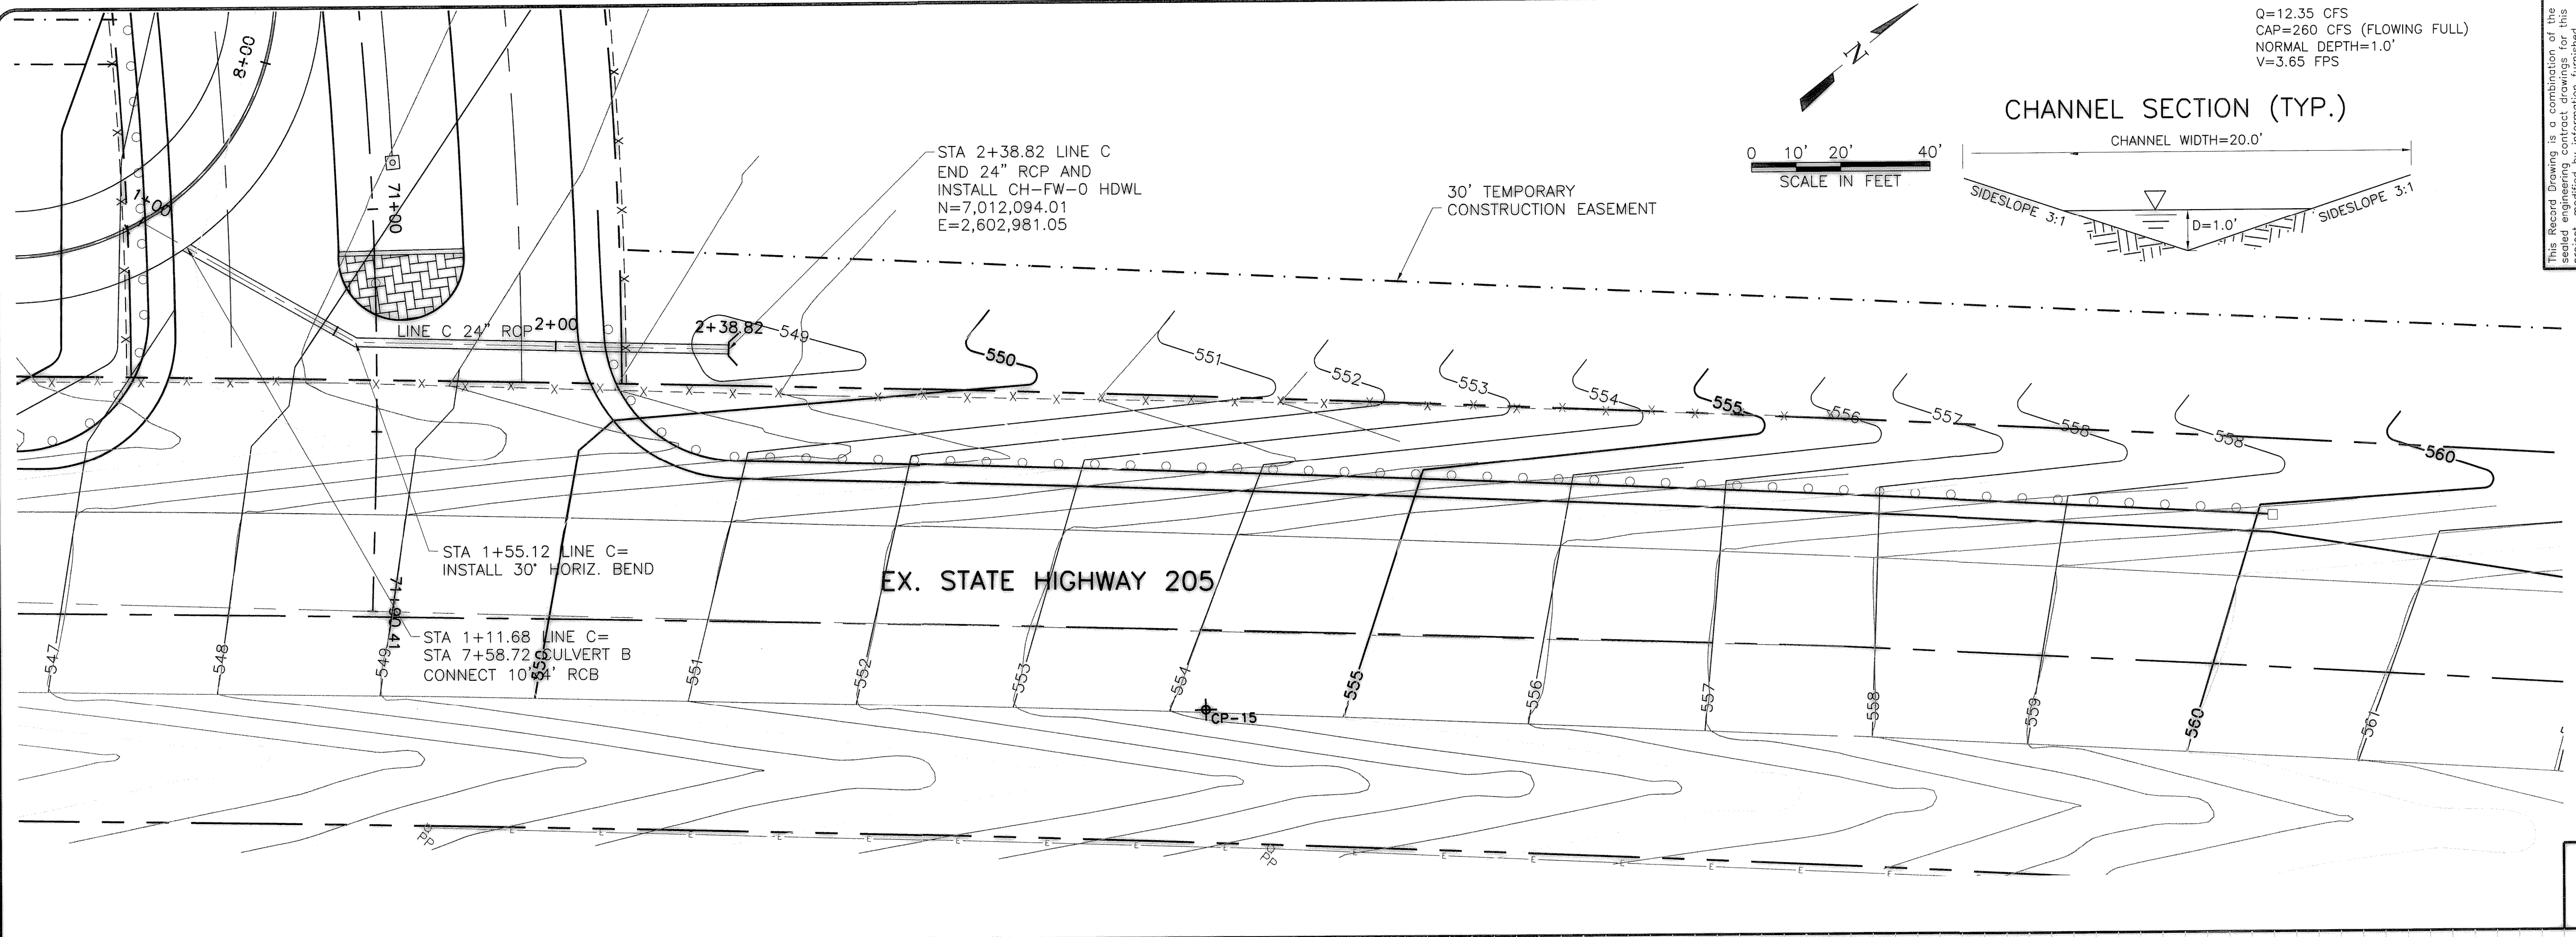 Q=12.35 CFS
CAP=260 CFS (FLOWING FULL)
NORMAL DEPTH=1.0'
V=3.65 FPS
CHANNEL SECTION (TYP.)
CHANNEL WIDTH=20.0'
SIDESLOPE 3:1
D=1.0'
SIDESLOPE 3:1
N
0 10' 20' 40'
SCALE IN FEET
This Record Drawing is a combination of the
sealed engineering contract drawings for this
30' TEMPORARY
CONSTRUCTION EASEMENT
STA 2+38.82 LINE C
END 24" RCP AND
INSTALL CH-FW-0 HDWL
N=7,012,094.01
E=2,602,981.05
8+00
1+00
71+00
LINE C 24" RCP
2+00
2+38.82
549
550
551
552
553
554
555
556
557
558
558
560
STA 1+55.12 LINE C=
INSTALL 30° HORIZ. BEND
EX. STATE HIGHWAY 205
71+90.41
STA 1+11.68 LINE C=
STA 7+58.72 CULVERT B
CONNECT 10'x4' RCB
547
548
549
550
551
552
553
554
555
556
557
558
559
560
561
CP-15
PP
PP